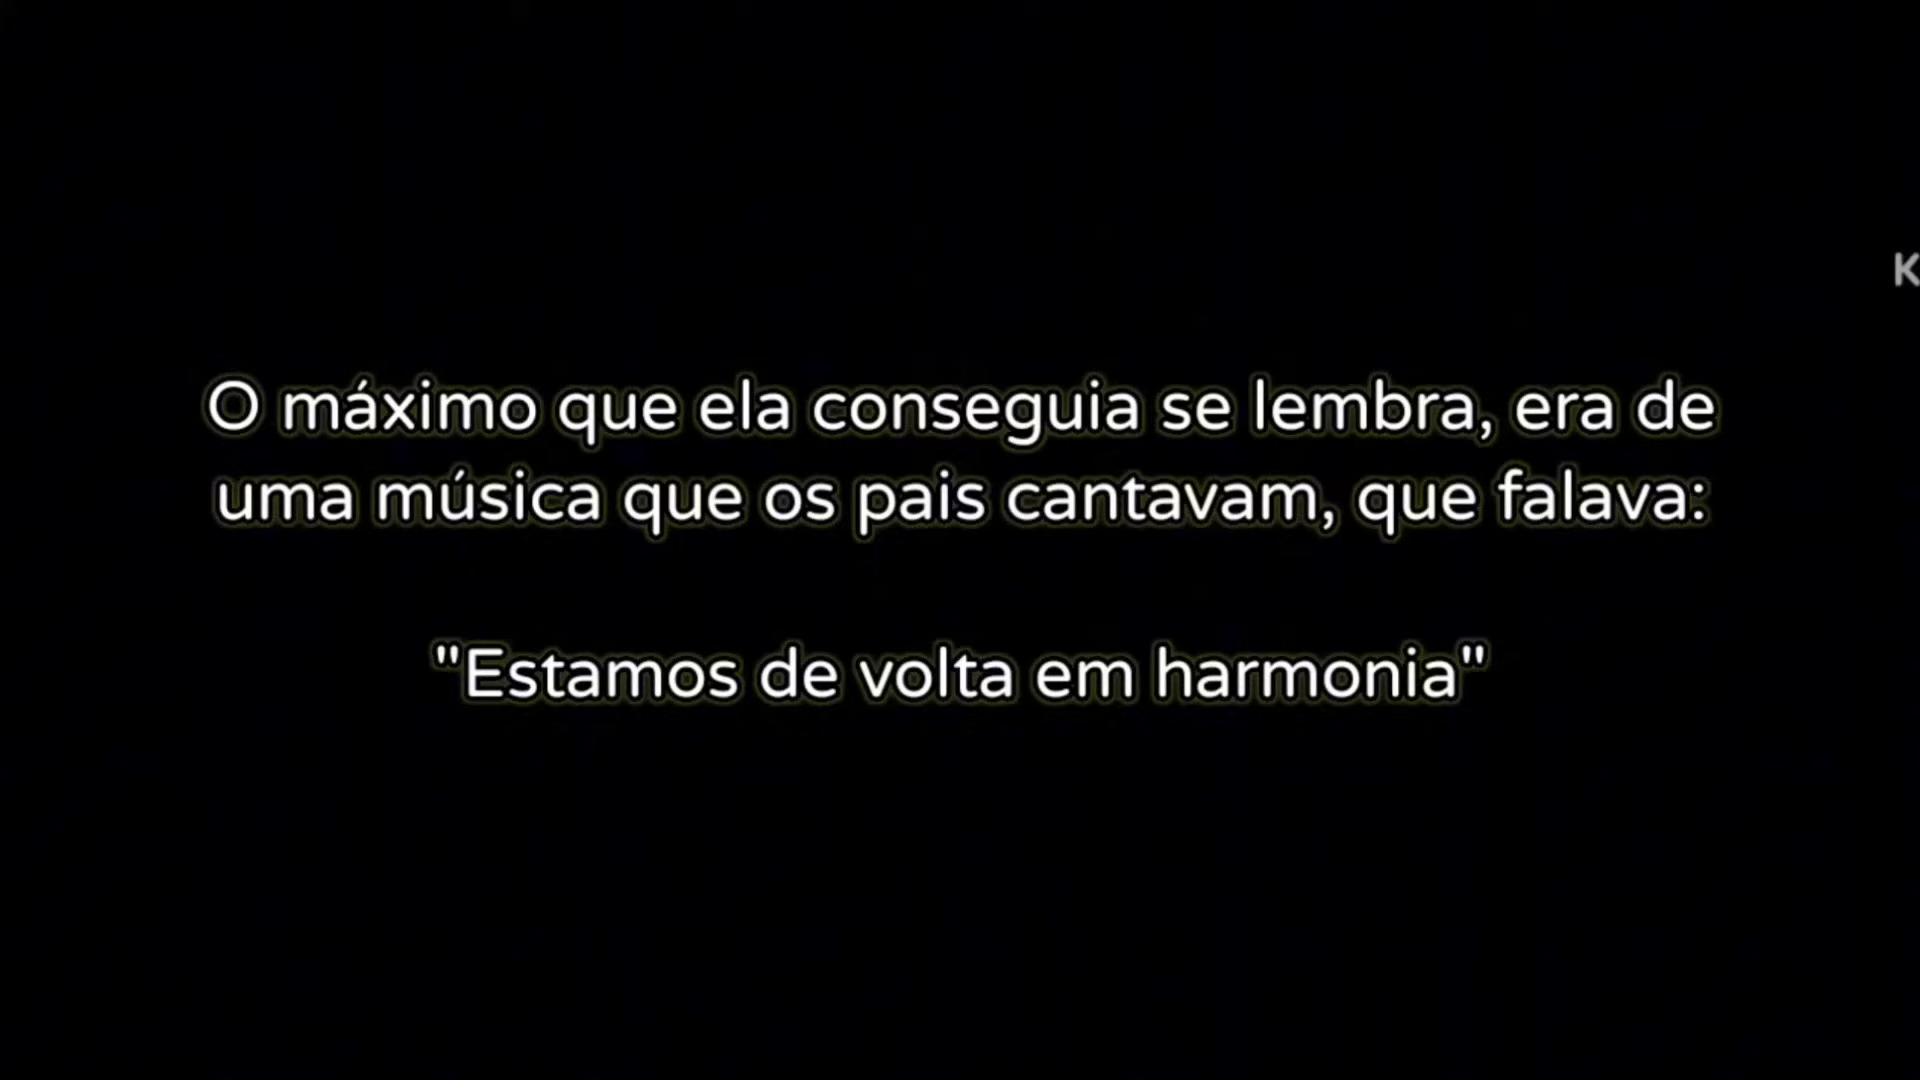 O máximo que ela conseguia se lembra, era de
uma música que os pais cantavam, que falava:
"Estamos de volta em harmonia"
K